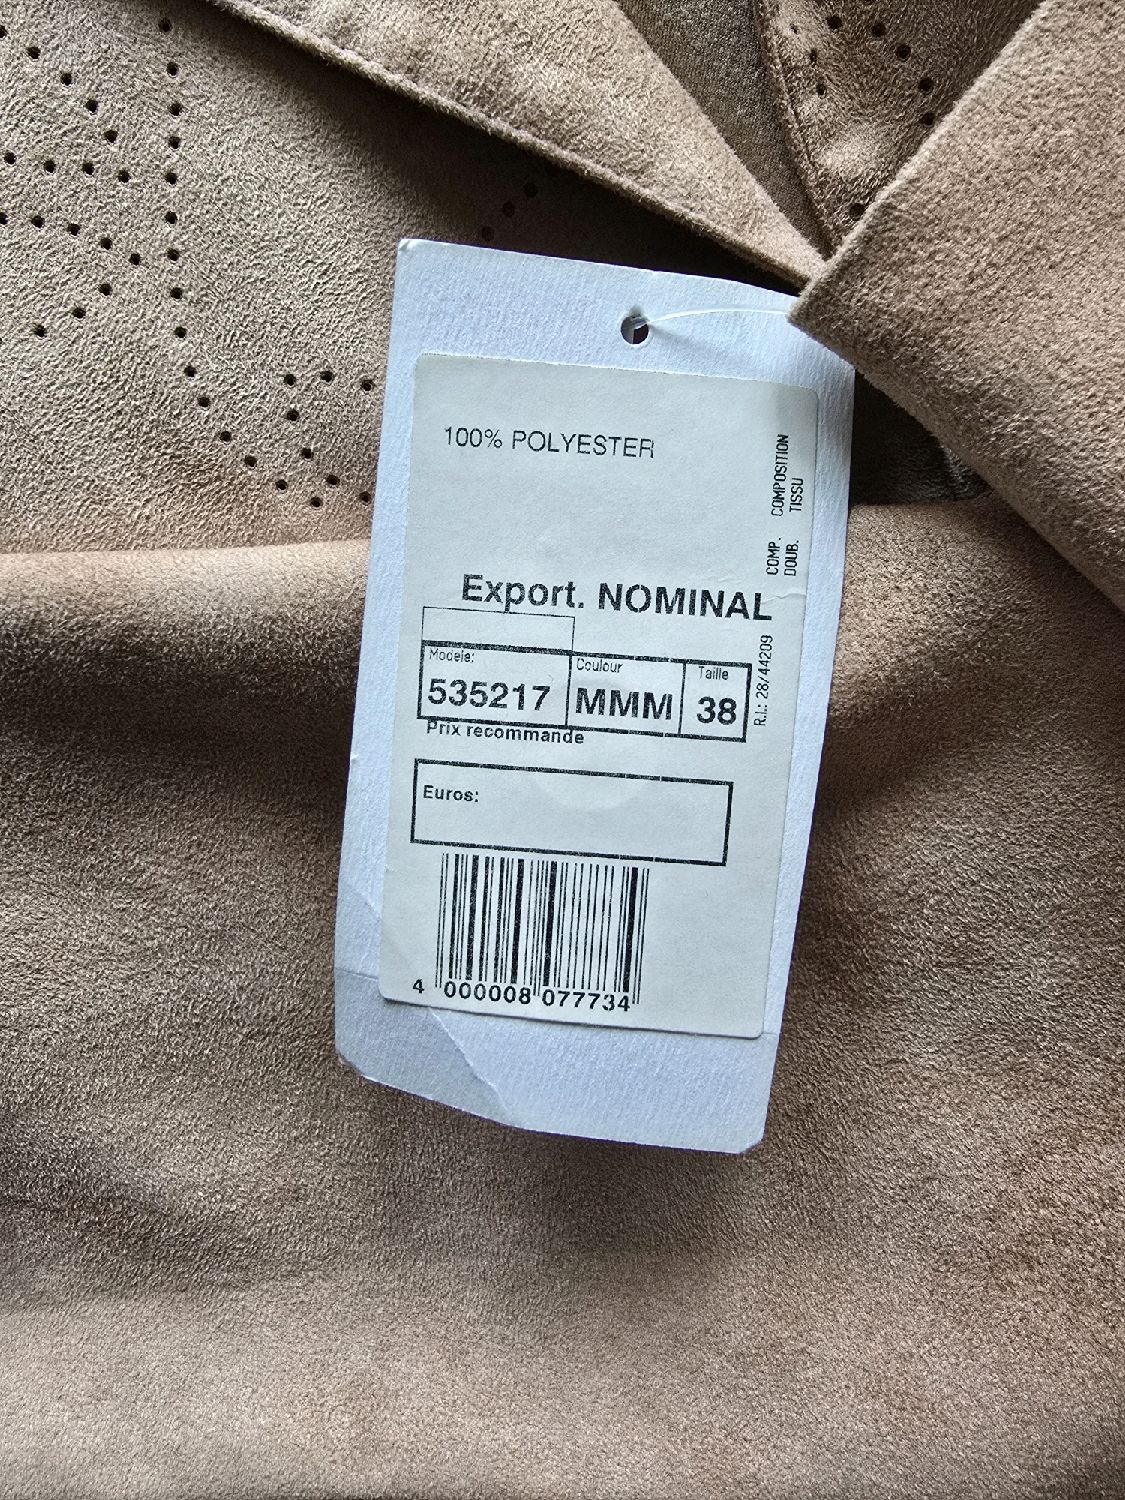 100% POLYESTER
COMPOSITION
TISSU
COMP.
DOUB.
Export. NOMINAL
Modele:
Coulour
Taille
535217
MMM
38
R.I.: 28/44209
Prix recommande
Euros:
4 000008 077734